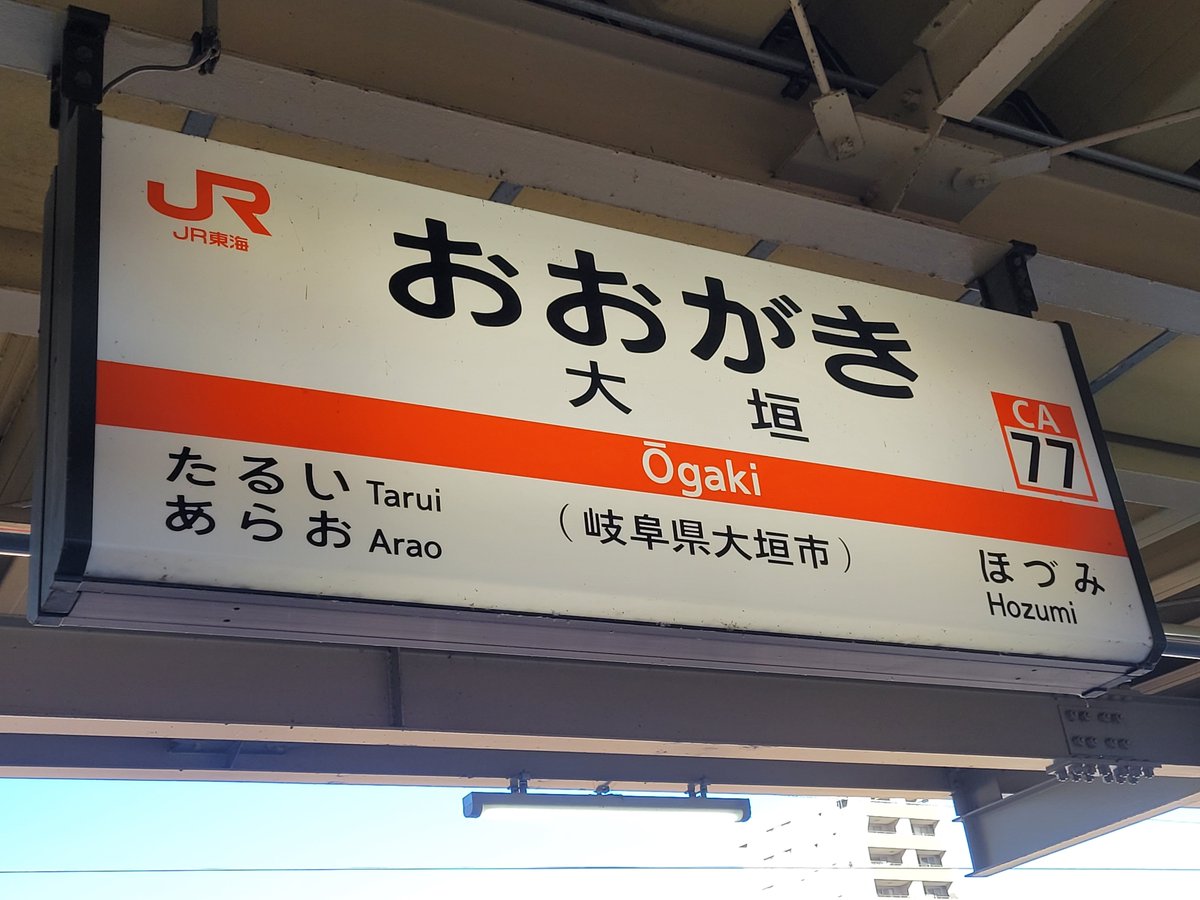 JR
JR東海
おおがき
大垣
CA
77
Ōgaki
たるい Tarui
あらお Arao
(岐阜県大垣市)
ほづみ
Hozumi